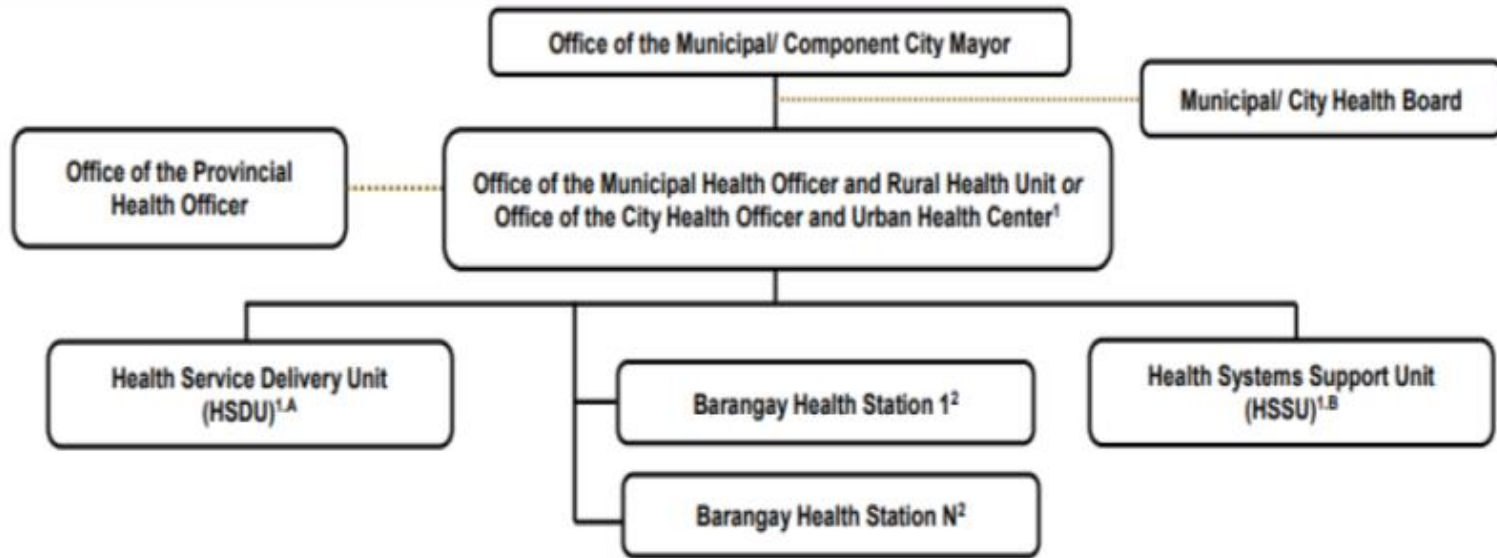 Office of the Municipal/ Component City Mayor
Municipal/ City Health Board
Office of the Provincial
Health Officer
Office of the Municipal Health Officer and Rural Health Unit or
Office of the City Health Officer and Urban Health Center¹
Health Service Delivery Unit
(HSDU)¹·ᴬ
Barangay Health Station 1²
Barangay Health Station N²
Health Systems Support Unit
(HSSU)¹·ᴮ